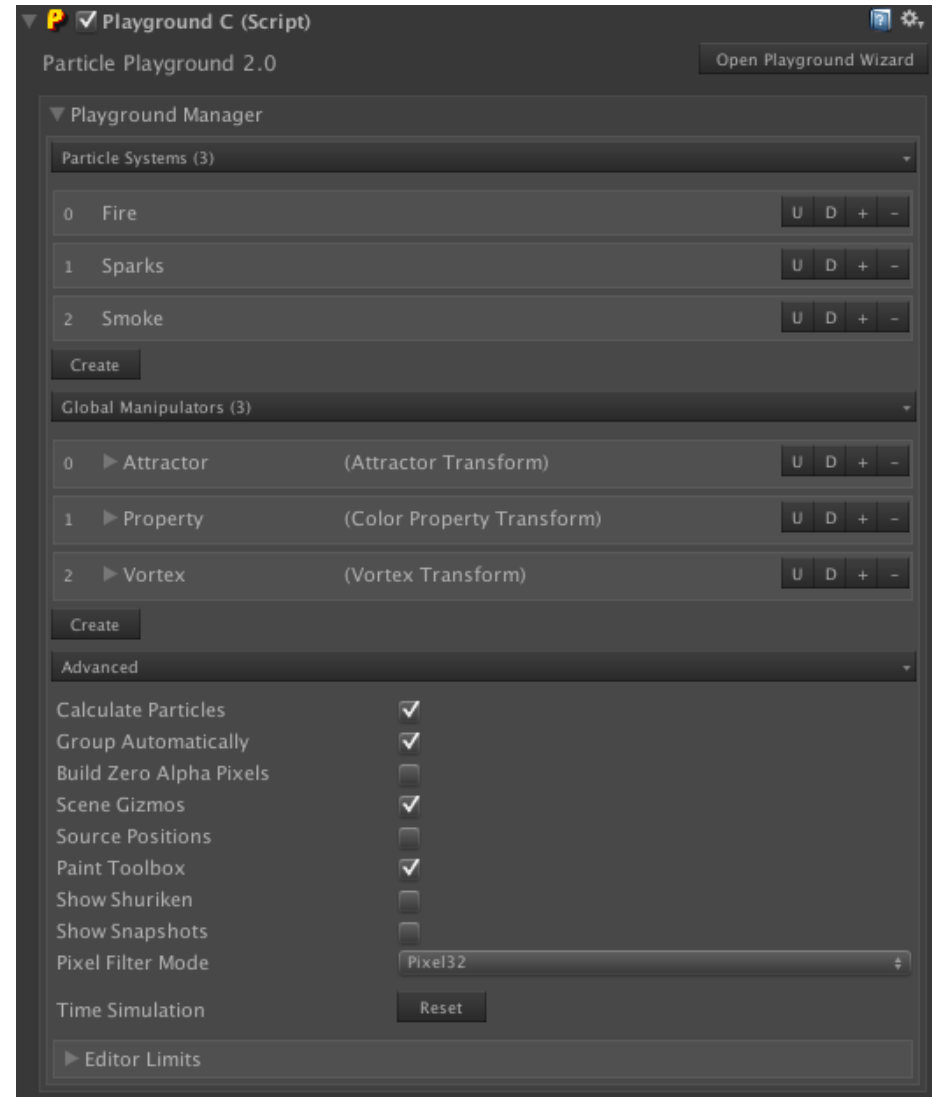 Playground C (Script)
Particle Playground 2.0 Open Playground Wizard
Playground Manager
Particle Systems (3)
0 Fire U D + -
1 Sparks U D + -
2 Smoke U D + -
Create
Global Manipulators (3)
0 Attractor (Attractor Transform) U D + -
1 Property (Color Property Transform) U D + -
2 Vortex (Vortex Transform) U D + -
Create
Advanced
Calculate Particles
Group Automatically
Build Zero Alpha Pixels
Scene Gizmos
Source Positions
Paint Toolbox
Show Shuriken
Show Snapshots
Pixel Filter Mode Pixel32
Time Simulation Reset
Editor Limits